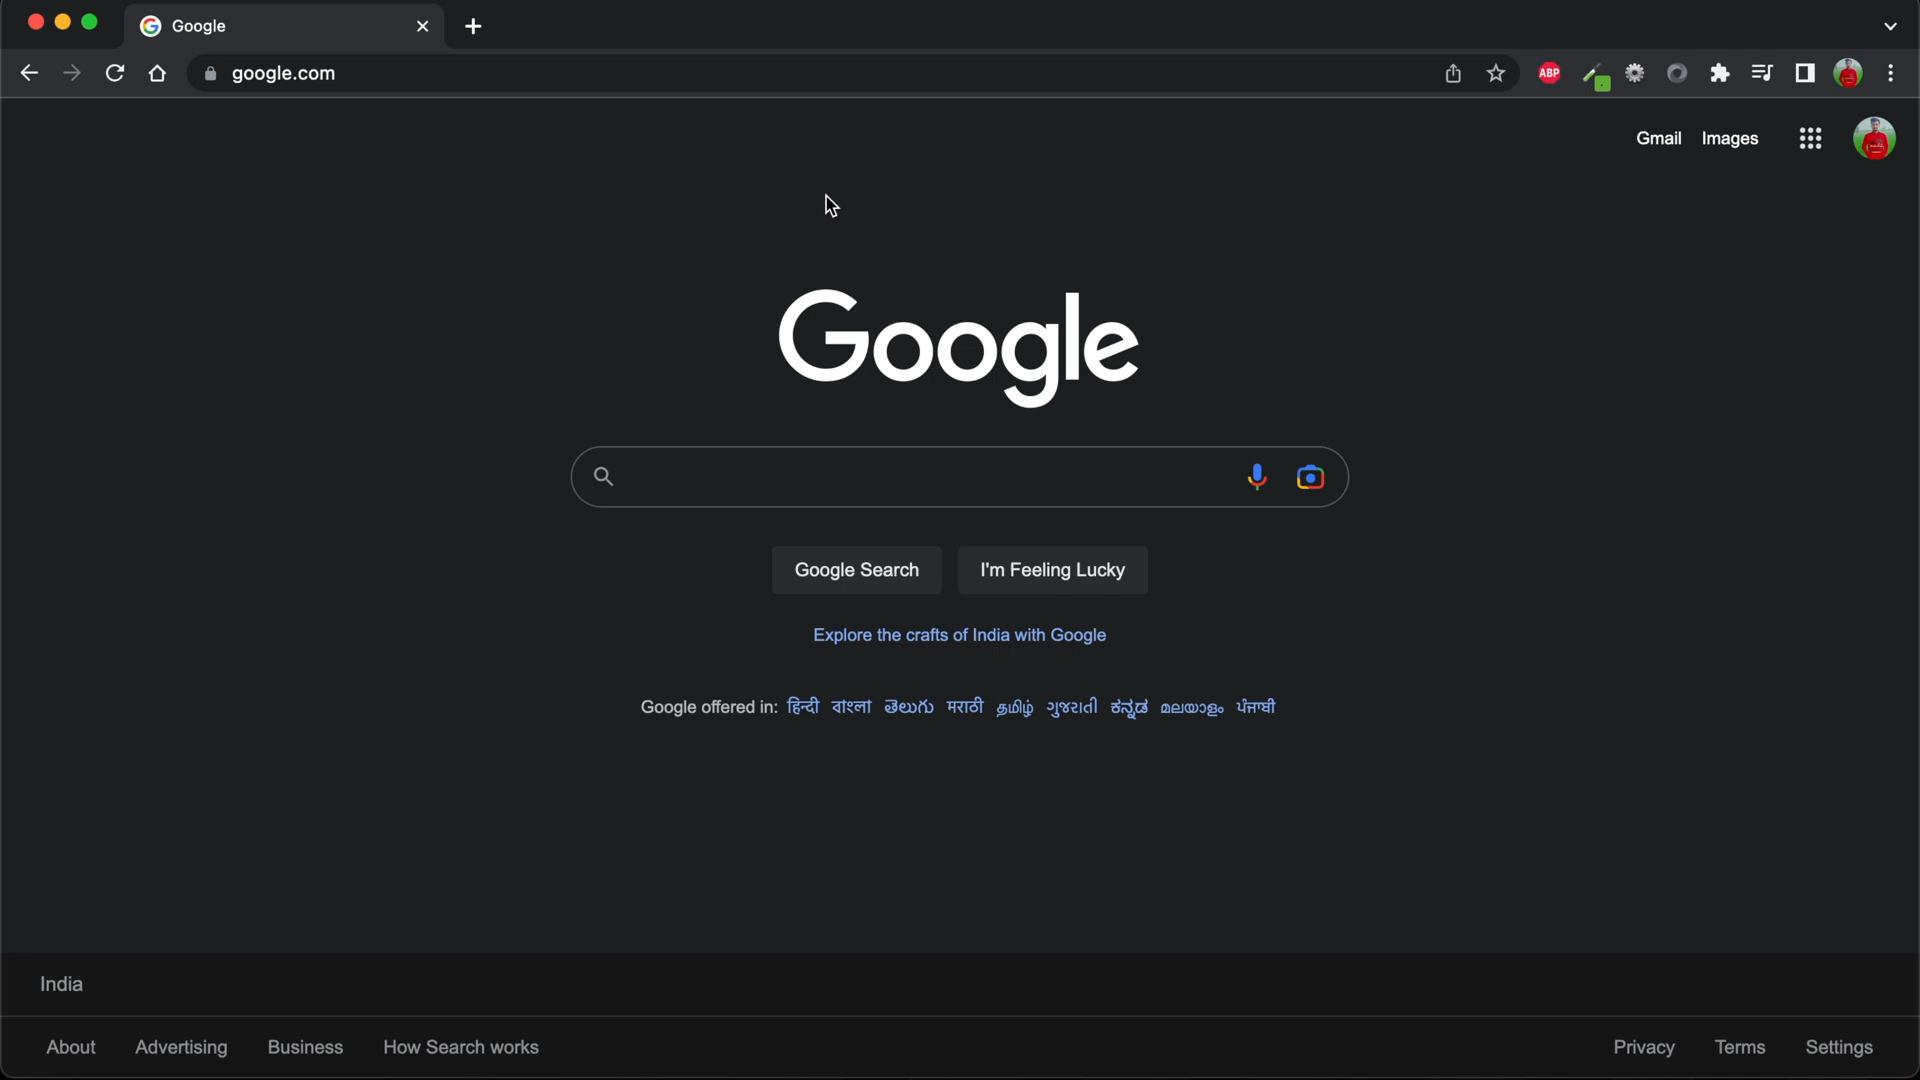 Google
google.com
ABP
Gmail Images
Google
Google Search I'm Feeling Lucky
Explore the crafts of India with Google
Google offered in: हिन्दी বাংলা తెలుగు मराठी தமிழ் ગુજરાતી ಕನ್ನಡ മലയാളം ਪੰਜਾਬੀ
India
About Advertising Business How Search works Privacy Terms Settings